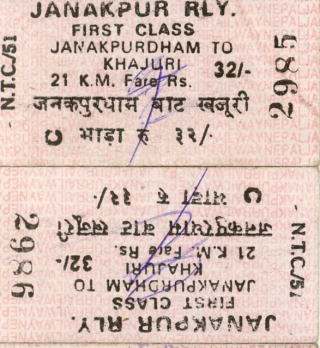 JANAKPUR RLY.
FIRST CLASS
JANAKPURDHAM TO
KHAJURI
21 K.M. Fare Rs. 32/-
जनकपुरधाम बाट खजूरी
C भाड़ा रु ३२/-
N.T.C/51
2985
JANAKPUR RLY.
FIRST CLASS
JANAKPURDHAM TO
KHAJURI
21 K.M. Fare Rs. 32/-
जनकपुरधाम बाट खजूरी
C भाड़ा रु ३२/-
N.T.C/51
2986